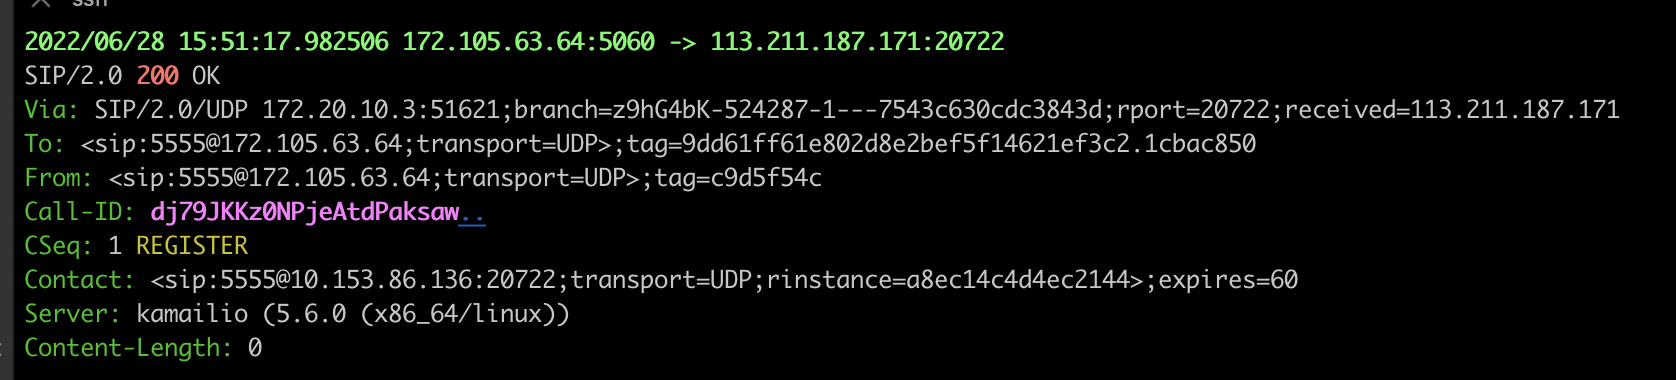 ssh
2022/06/28 15:51:17.982506 172.105.63.64:5060 -> 113.211.187.171:20722
SIP/2.0 200 OK
Via: SIP/2.0/UDP 172.20.10.3:51621;branch=z9hG4bK-524287-1---7543c630cdc3843d;rport=20722;received=113.211.187.171
To: <sip:5555@172.105.63.64;transport=UDP>;tag=9dd61ff61e802d8e2bef5f14621ef3c2.1cbac850
From: <sip:5555@172.105.63.64;transport=UDP>;tag=c9d5f54c
Call-ID: dj79JKKz0NPjeAtdPaksaw..
CSeq: 1 REGISTER
Contact: <sip:5555@10.153.86.136:20722;transport=UDP;rinstance=a8ec14c4d4ec2144>;expires=60
Server: kamailio (5.6.0 (x86_64/linux))
Content-Length: 0